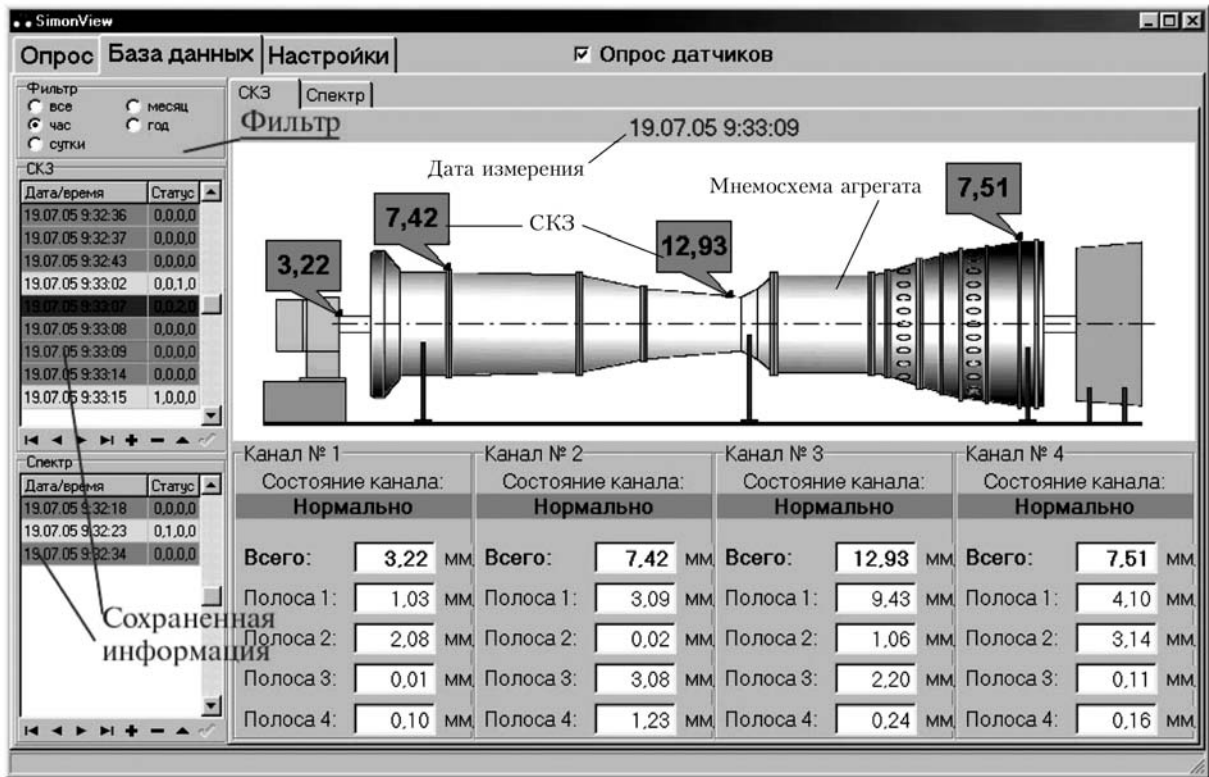 SimonView
Опрос База данных Настройки Опрос датчиков
Фильтр
все месяц
час год
сутки
Фильтр
СКЗ Спектр
19.07.05 9:33:09
Дата измерения
Мнемосхема агрегата
СКЗ
3,22
7,42
12,93
7,51
СКЗ
Дата/время Статус
19.07.05 9:32:36 0,0,0,0
19.07.05 9:32:37 0,0,0,0
19.07.05 9:32:43 0,0,0,0
19.07.05 9:33:02 0,0,1,0
19.07.05 9:33:07 0,0,2,0
19.07.05 9:33:08 0,0,0,0
19.07.05 9:33:09 0,0,0,0
19.07.05 9:33:14 0,0,0,0
19.07.05 9:33:15 1,0,0,0
Спектр
Дата/время Статус
19.07.05 9:32:18 0,0,0,0
19.07.05 9:32:23 0,1,0,0
19.07.05 9:32:34 0,0,0,0
Сохраненная
информация
Канал № 1
Состояние канала:
Нормально
Всего: 3,22 мм
Полоса 1: 1,03 мм
Полоса 2: 2,08 мм
Полоса 3: 0,01 мм
Полоса 4: 0,10 мм
Канал № 2
Состояние канала:
Нормально
Всего: 7,42 мм
Полоса 1: 3,09 мм
Полоса 2: 0,02 мм
Полоса 3: 3,08 мм
Полоса 4: 1,23 мм
Канал № 3
Состояние канала:
Нормально
Всего: 12,93 мм
Полоса 1: 9,43 мм
Полоса 2: 1,06 мм
Полоса 3: 2,20 мм
Полоса 4: 0,24 мм
Канал № 4
Состояние канала:
Нормально
Всего: 7,51 мм
Полоса 1: 4,10 мм
Полоса 2: 3,14 мм
Полоса 3: 0,11 мм
Полоса 4: 0,16 мм